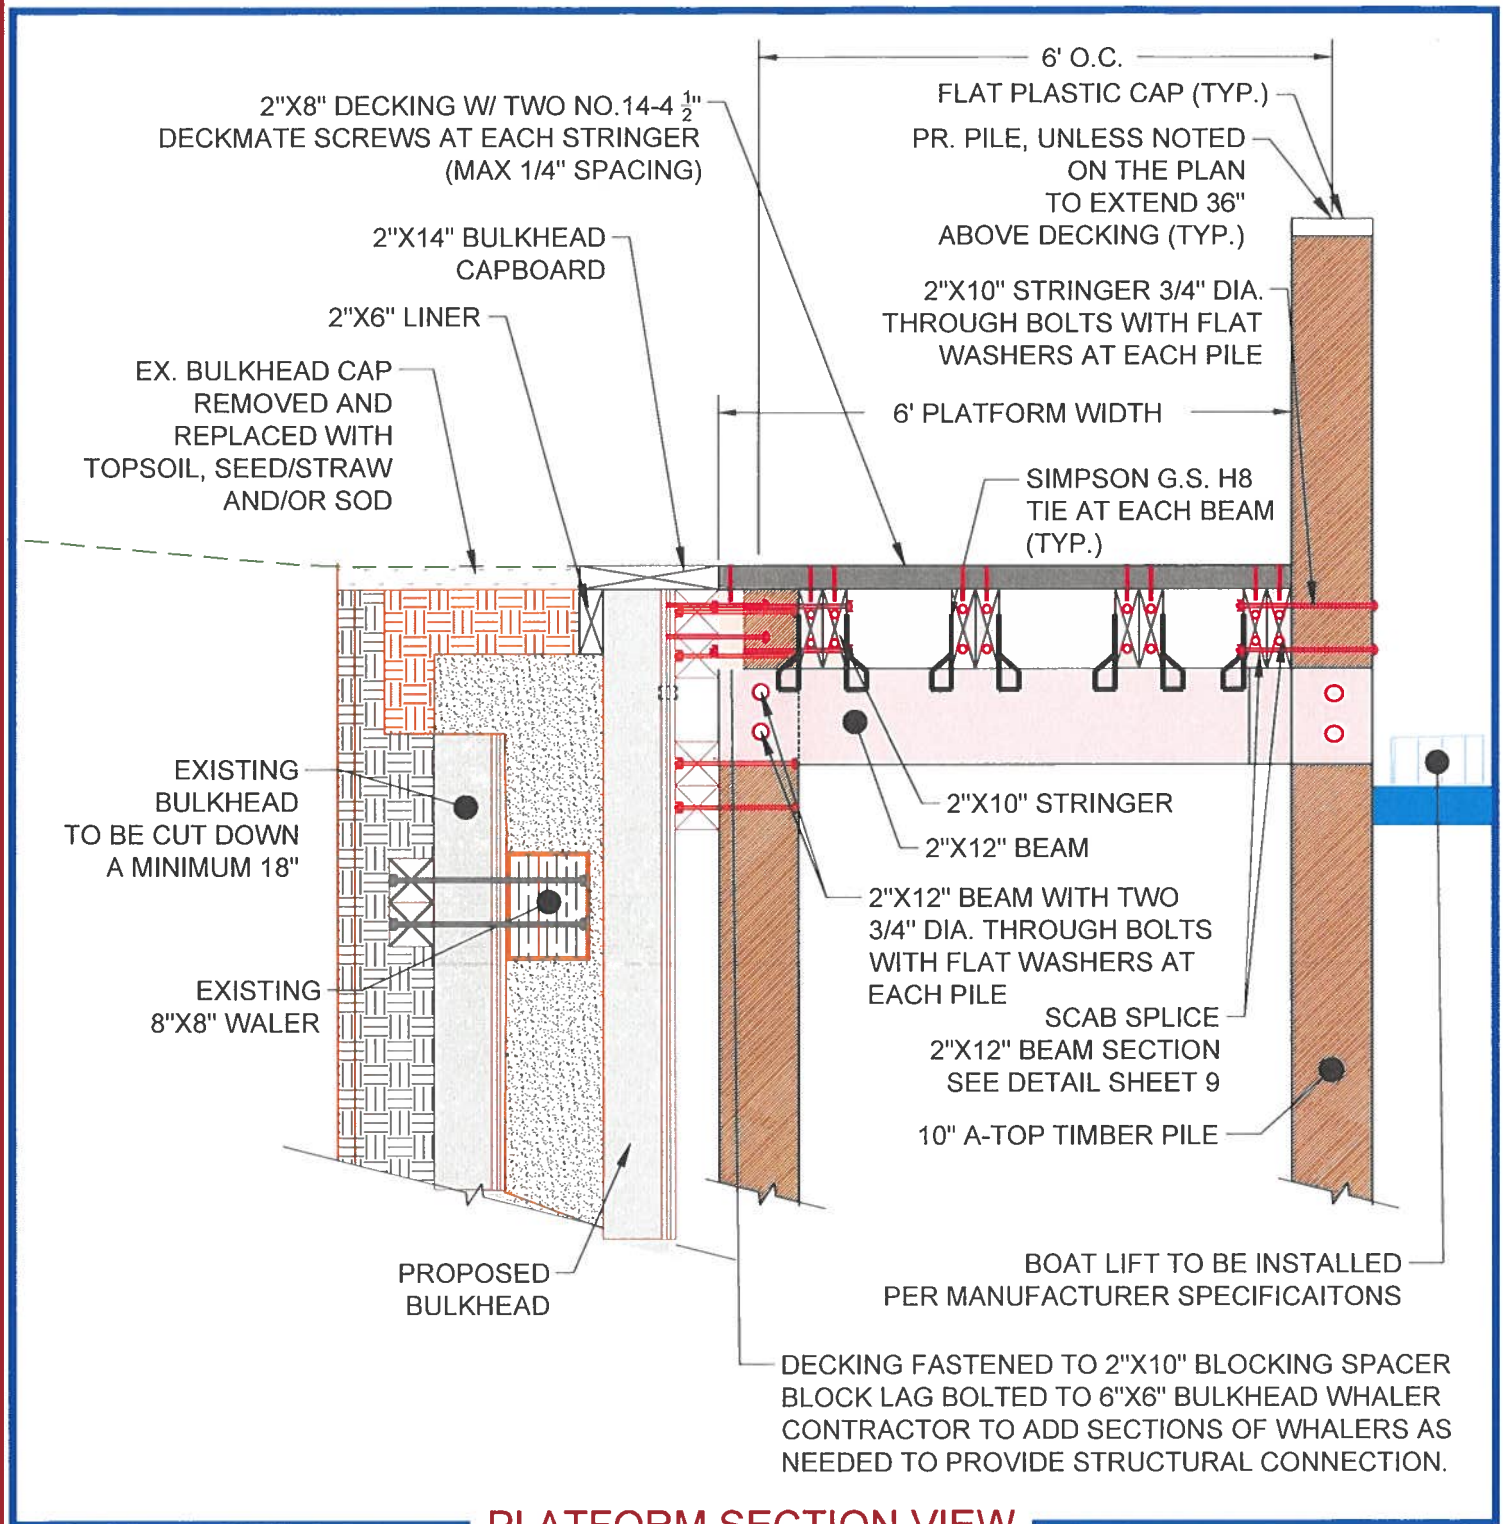 6' O.C.
2"X8" DECKING W/ TWO NO.14-4 1/2"
DECKMATE SCREWS AT EACH STRINGER
(MAX 1/4" SPACING)
FLAT PLASTIC CAP (TYP.)
PR. PILE, UNLESS NOTED
ON THE PLAN
TO EXTEND 36"
ABOVE DECKING (TYP.)
2"X14" BULKHEAD
CAPBOARD
2"X6" LINER
2"X10" STRINGER 3/4" DIA.
THROUGH BOLTS WITH FLAT
WASHERS AT EACH PILE
EX. BULKHEAD CAP
REMOVED AND
REPLACED WITH
TOPSOIL, SEED/STRAW
AND/OR SOD
6' PLATFORM WIDTH
SIMPSON G.S. H8
TIE AT EACH BEAM
(TYP.)
EXISTING
BULKHEAD
TO BE CUT DOWN
A MINIMUM 18"
2"X10" STRINGER
2"X12" BEAM
2"X12" BEAM WITH TWO
3/4" DIA. THROUGH BOLTS
WITH FLAT WASHERS AT
EACH PILE
EXISTING
8"X8" WALER
SCAB SPLICE
2"X12" BEAM SECTION
SEE DETAIL SHEET 9
10" A-TOP TIMBER PILE
PROPOSED
BULKHEAD
BOAT LIFT TO BE INSTALLED
PER MANUFACTURER SPECIFICAITONS
DECKING FASTENED TO 2"X10" BLOCKING SPACER
BLOCK LAG BOLTED TO 6"X6" BULKHEAD WHALER
CONTRACTOR TO ADD SECTIONS OF WHALERS AS
NEEDED TO PROVIDE STRUCTURAL CONNECTION.
PLATFORM SECTION VIEW